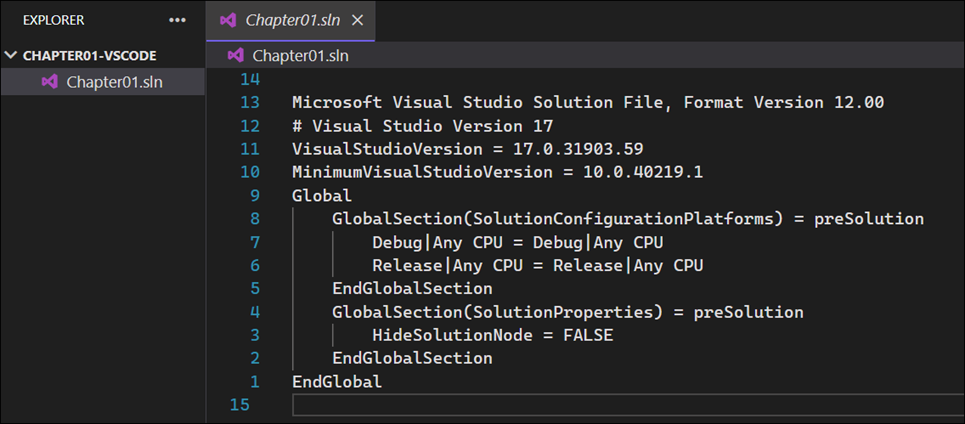 EXPLORER ...
Chapter01.sln
CHAPTER01-VSCODE
Chapter01.sln
Chapter01.sln
14
13 Microsoft Visual Studio Solution File, Format Version 12.00
12 # Visual Studio Version 17
11 VisualStudioVersion = 17.0.31903.59
10 MinimumVisualStudioVersion = 10.0.40219.1
9 Global
8 GlobalSection(SolutionConfigurationPlatforms) = preSolution
7 Debug|Any CPU = Debug|Any CPU
6 Release|Any CPU = Release|Any CPU
5 EndGlobalSection
4 GlobalSection(SolutionProperties) = preSolution
3 HideSolutionNode = FALSE
2 EndGlobalSection
1 EndGlobal
15